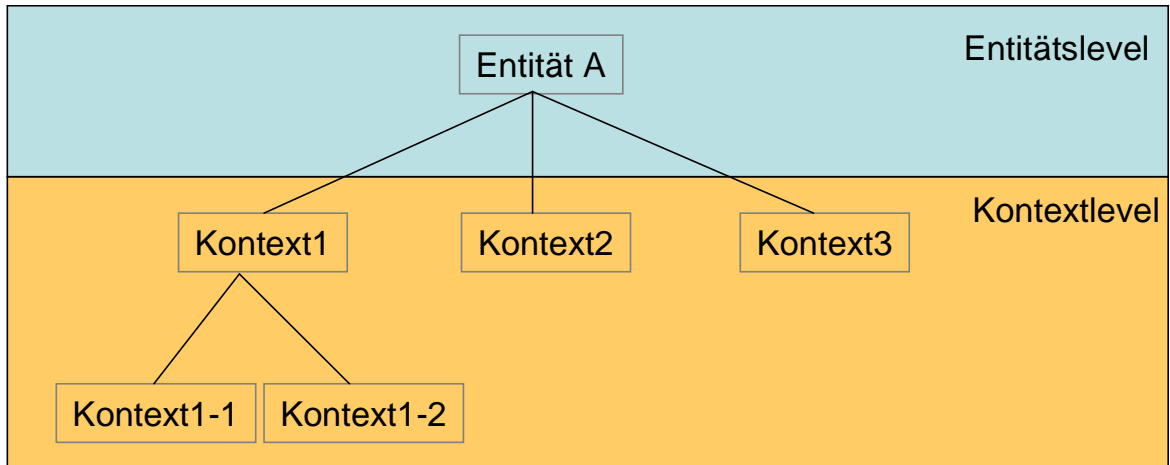 Entitätslevel
Entität A
Kontextlevel
Kontext1
Kontext2
Kontext3
Kontext1-1
Kontext1-2